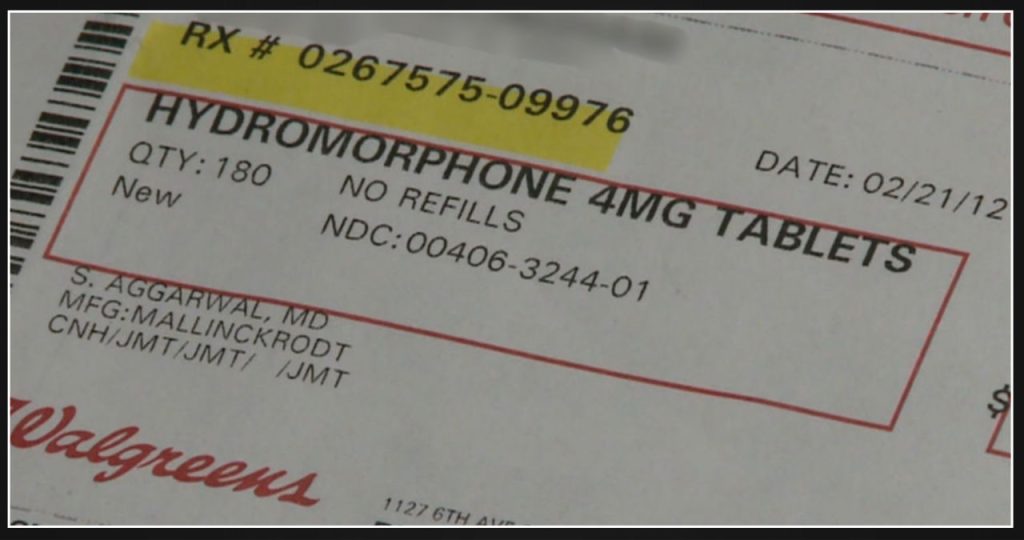 RX # 0267575-09976
HYDROMORPHONE 4MG TABLETS
DATE: 02/21/12
QTY: 180 NO REFILLS
New NDC: 00406-3244-01
S. AGGARWAL, MD
MFG:MALLINCKRODT
CNH/JMT/JMT/ /JMT
$
Walgreens
1127 6TH AVE